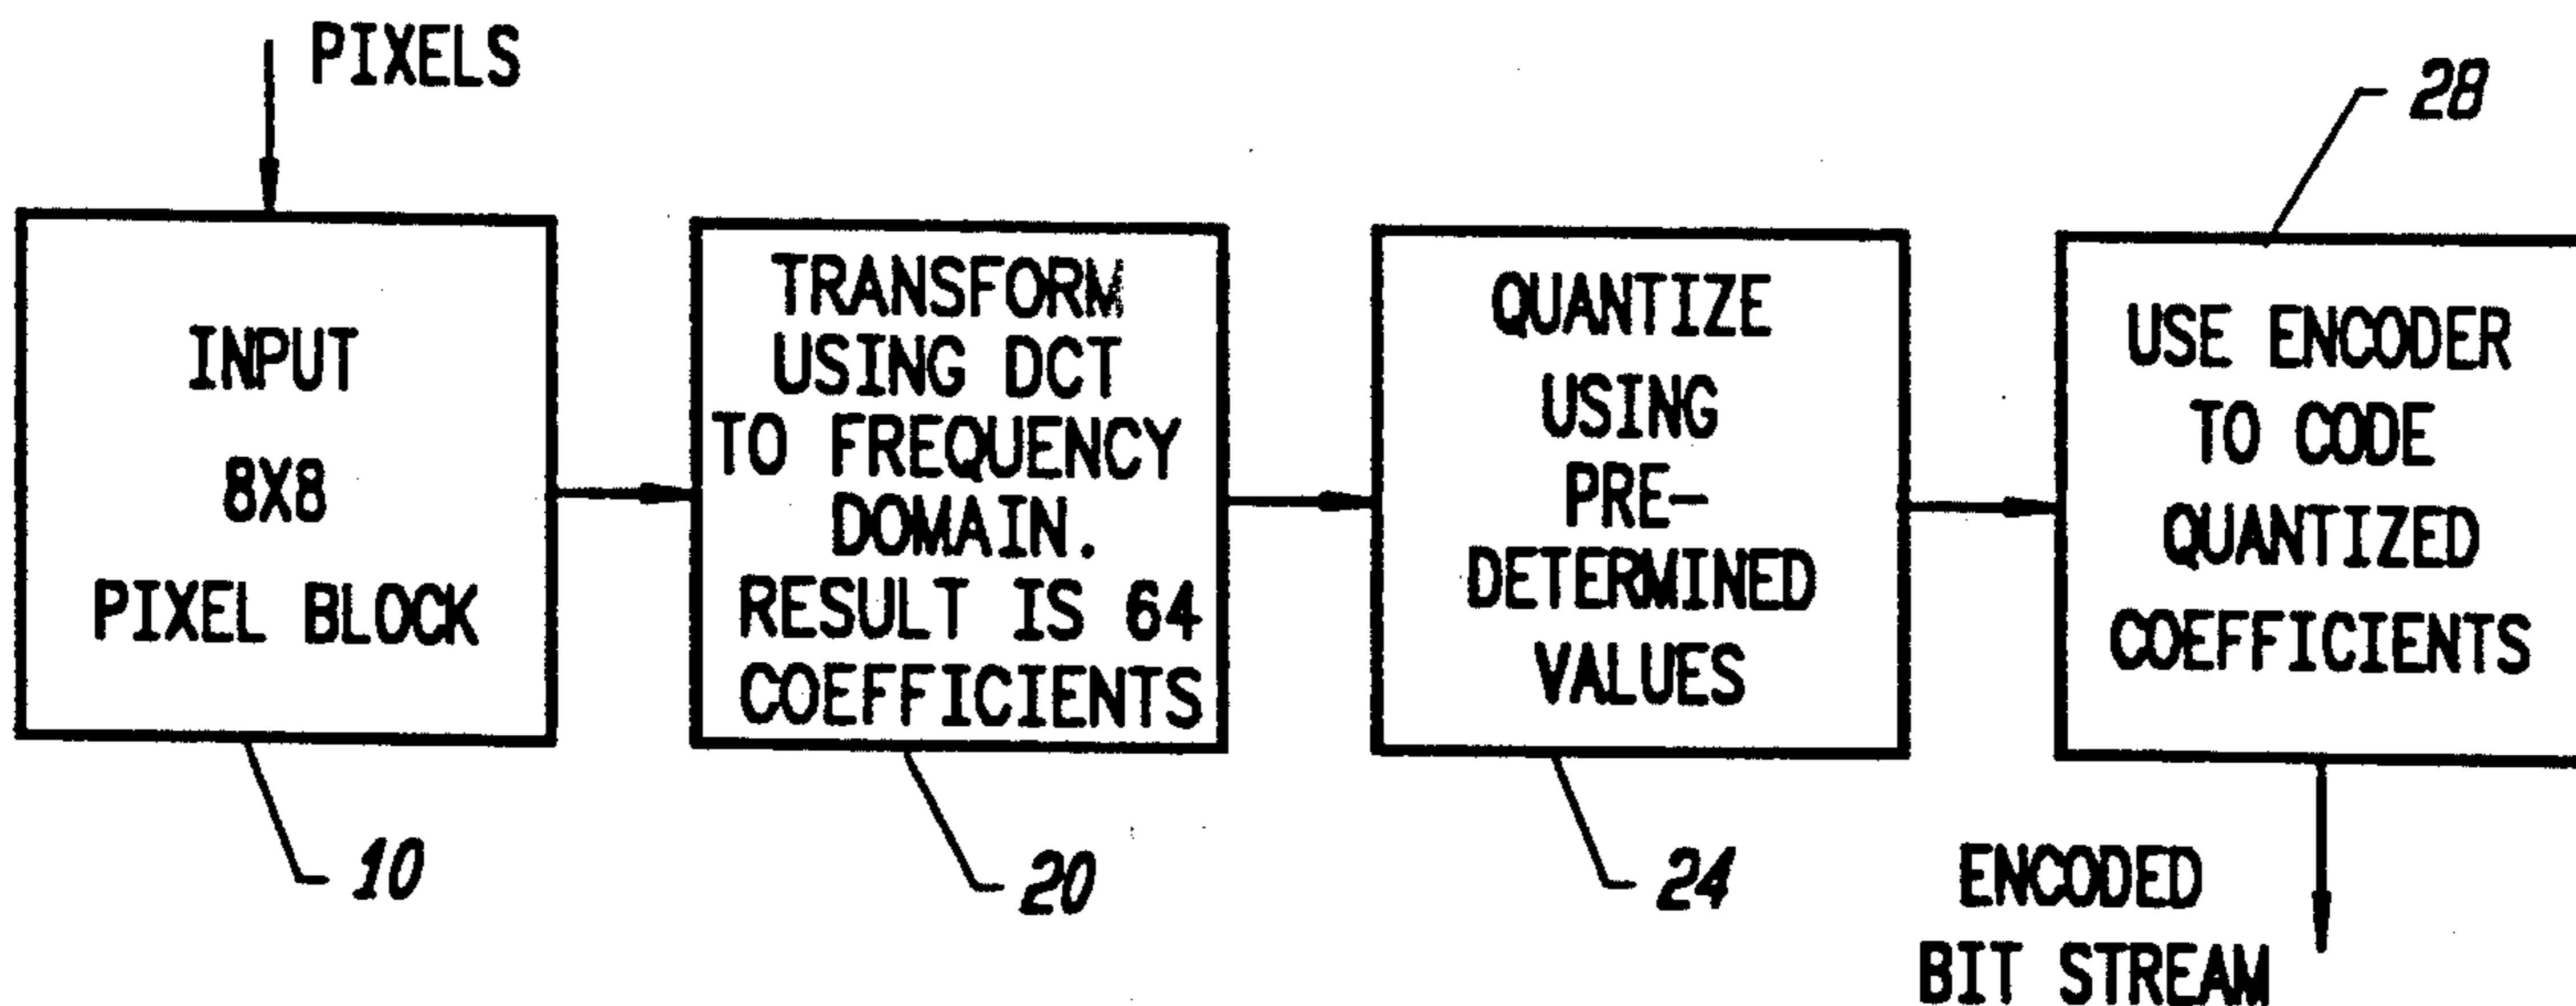 PIXELS
INPUT
8X8
PIXEL BLOCK
10
TRANSFORM
USING DCT
TO FREQUENCY
DOMAIN.
RESULT IS 64
COEFFICIENTS
20
QUANTIZE
USING
PRE-
DETERMINED
VALUES
24
28
USE ENCODER
TO CODE
QUANTIZED
COEFFICIENTS
ENCODED
BIT STREAM